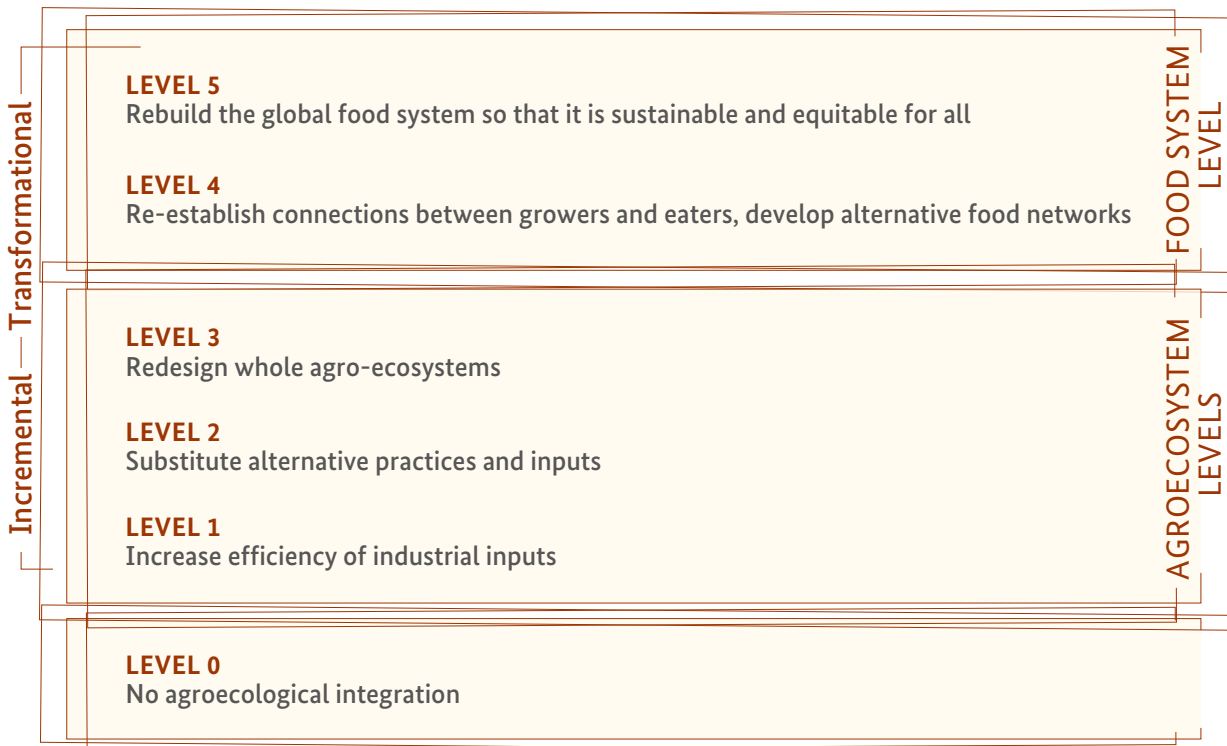 LEVEL 5
Rebuild the global food system so that it is sustainable and equitable for all
LEVEL 4
Re-establish connections between growers and eaters, develop alternative food networks
FOOD SYSTEM
LEVEL
Transformational
LEVEL 3
Redesign whole agro-ecosystems
LEVEL 2
Substitute alternative practices and inputs
LEVEL 1
Increase efficiency of industrial inputs
AGROECOSYSTEM
LEVELS
Incremental
LEVEL 0
No agroecological integration